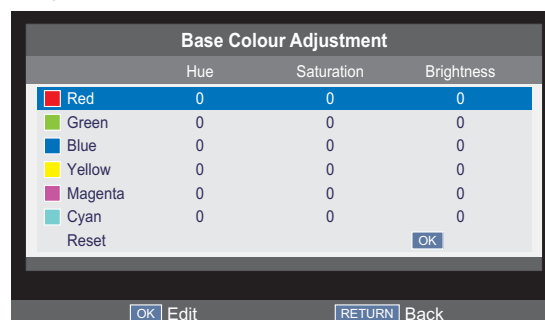 Base Colour Adjustment
Hue Saturation Brightness
Red 0 0 0
Green 0 0 0
Blue 0 0 0
Yellow 0 0 0
Magenta 0 0 0
Cyan 0 0 0
Reset OK
OK Edit RETURN Back